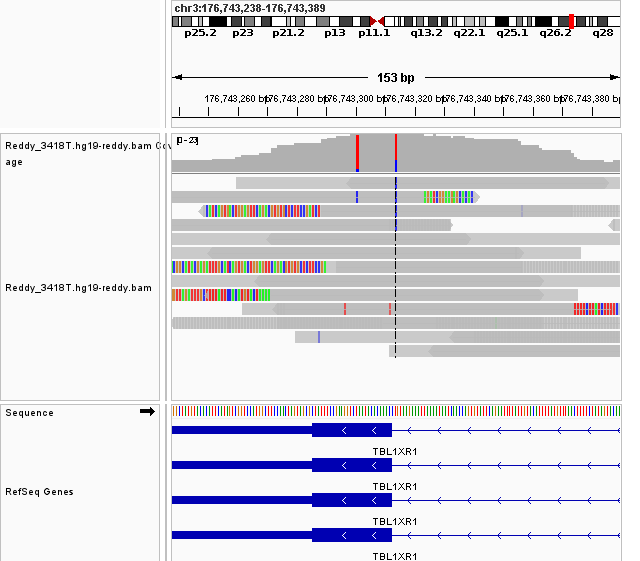 chr3:176,743,238-176,743,389
p25.2 p23 p21.2 p13 p11.1 q13.2 q22.1 q25.1 q26.2 q28
153 bp
176,743,260 bp 176,743,280 bp 176,743,300 bp 176,743,320 bp 176,743,340 bp 176,743,360 bp 176,743,380 bp
[0-23]
Reddy_3418T.hg19-reddy.bam Cov
age
Reddy_3418T.hg19-reddy.bam
Sequence
TBL1XR1
TBL1XR1
RefSeq Genes
TBL1XR1
TBL1XR1